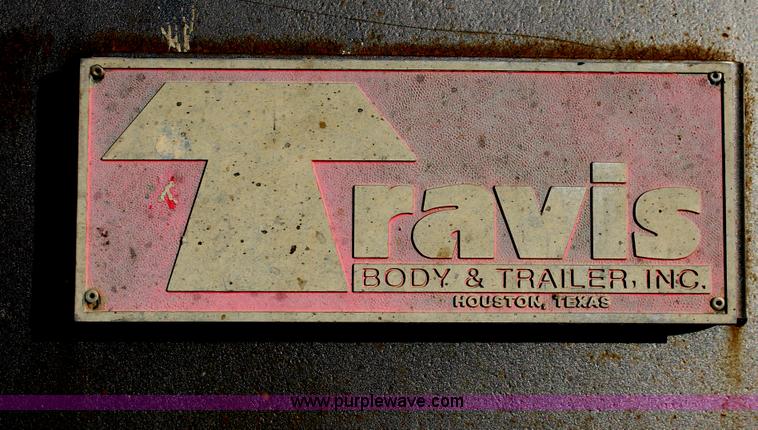 Travis
BODY & TRAILER, INC.
HOUSTON, TEXAS
www.purplewave.com